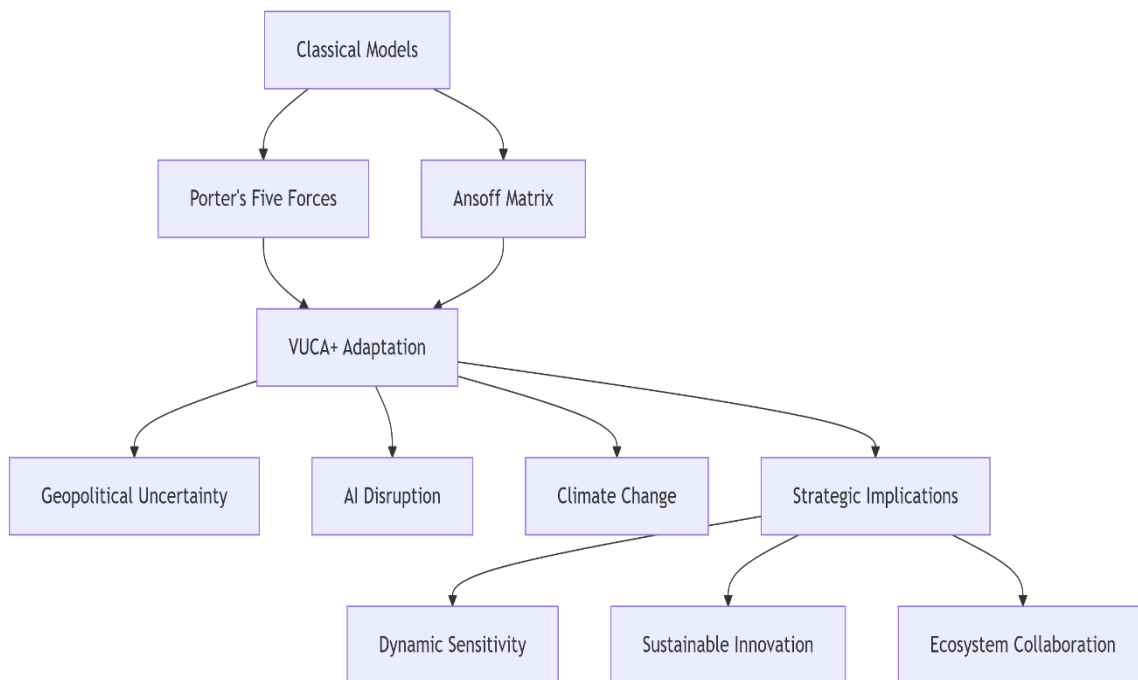 Classical Models
Porter's Five Forces
Ansoff Matrix
VUCA+ Adaptation
Geopolitical Uncertainty
AI Disruption
Climate Change
Strategic Implications
Dynamic Sensitivity
Sustainable Innovation
Ecosystem Collaboration